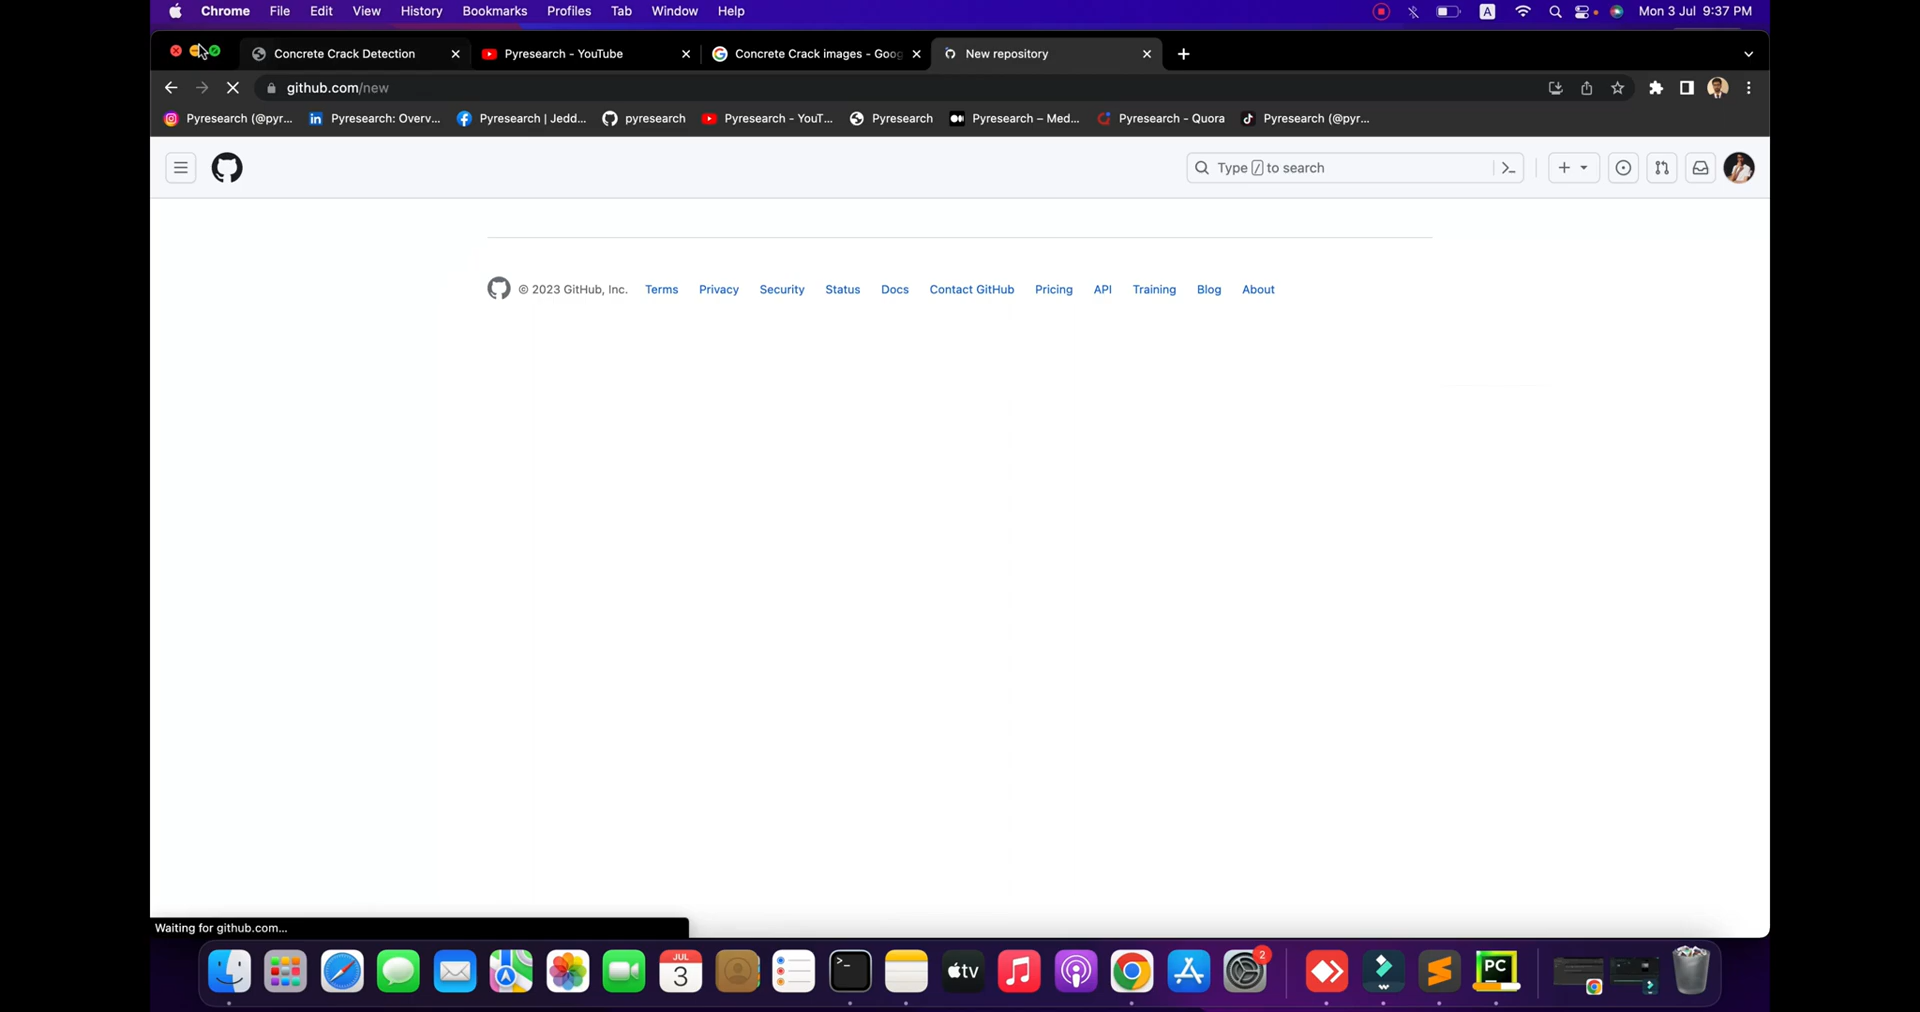 Chrome File Edit View History Bookmarks Profiles Tab Window Help A Mon 3 Jul 9:37 PM
Concrete Crack Detection Pyresearch - YouTube Concrete Crack images - Goog New repository
github.com/new
Pyresearch (@pyr... Pyresearch: Overv... Pyresearch | Jedd... pyresearch Pyresearch - YouT... Pyresearch Pyresearch – Med... Pyresearch - Quora Pyresearch (@pyr...
Type / to search
© 2023 GitHub, Inc. Terms Privacy Security Status Docs Contact GitHub Pricing API Training Blog About
Waiting for github.com...
JUL
3
tv
2
PC